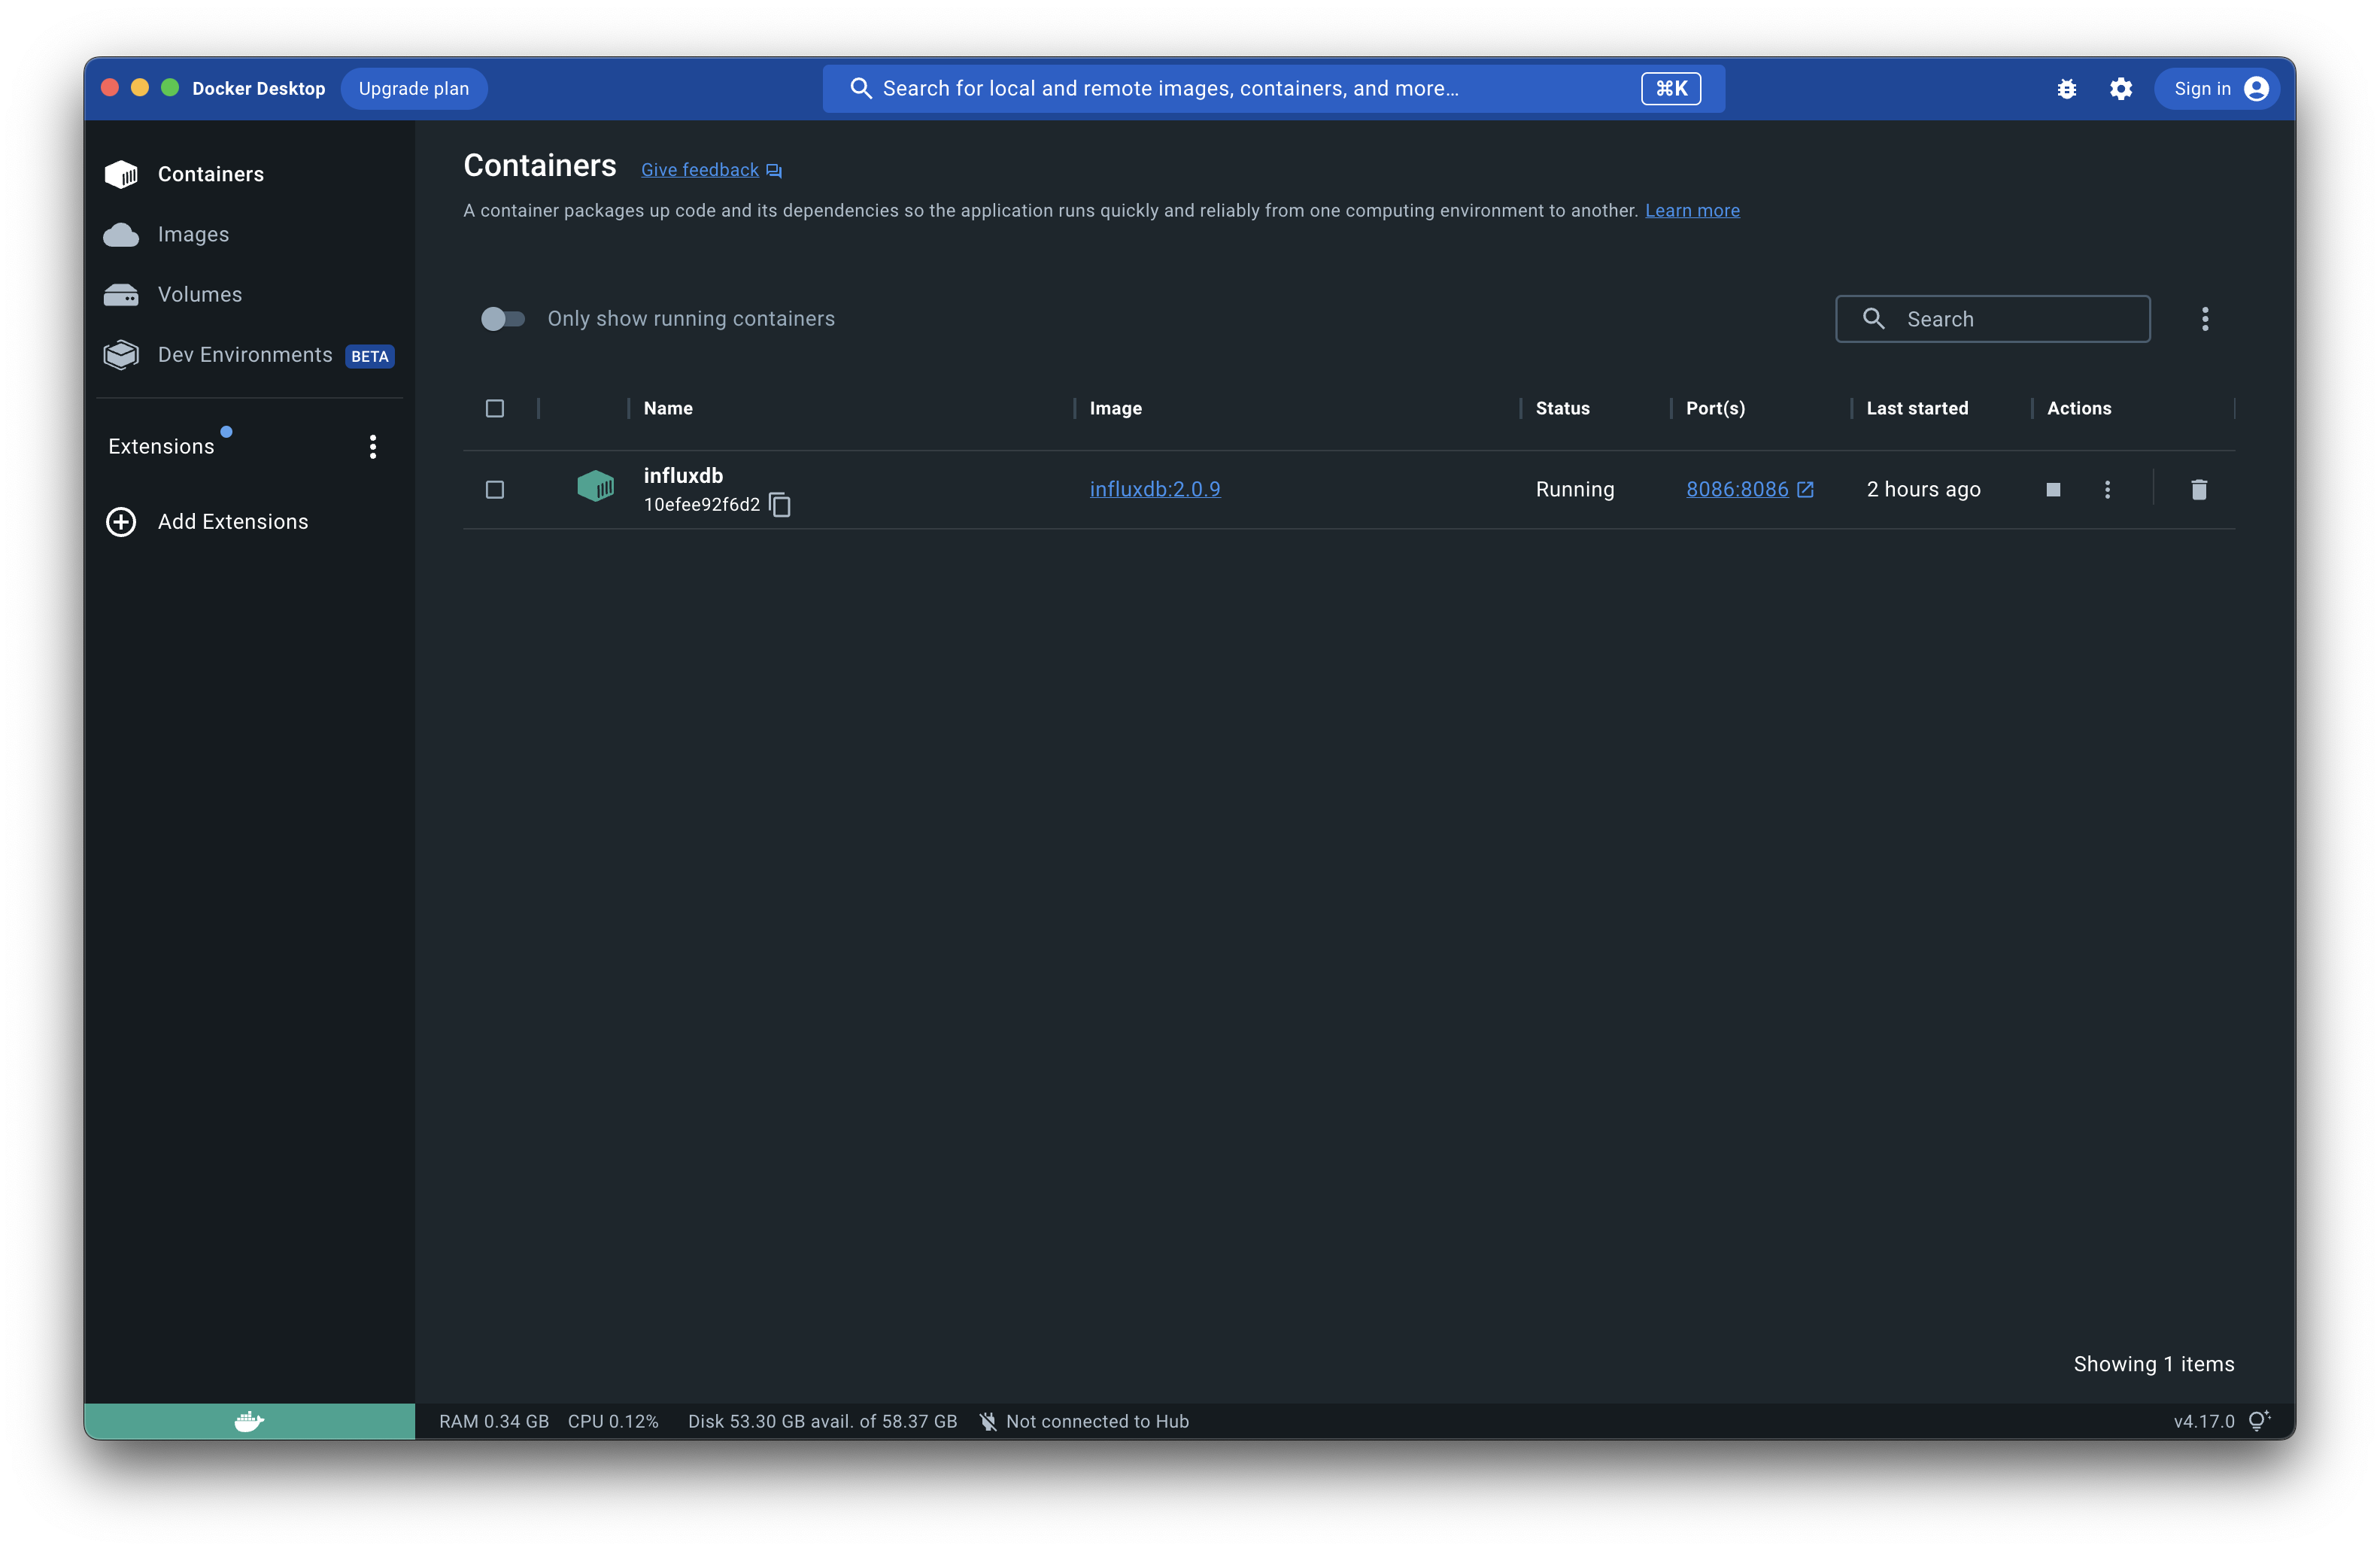 Docker Desktop Upgrade plan Search for local and remote images, containers, and more... ⌘K Sign in
Containers
Images
Volumes
Dev Environments BETA
Extensions
Add Extensions
Containers Give feedback
A container packages up code and its dependencies so the application runs quickly and reliably from one computing environment to another. Learn more
Only show running containers Search
Name Image Status Port(s) Last started Actions
influxdb
10efee92f6d2 influxdb:2.0.9 Running 8086:8086 2 hours ago
Showing 1 items
RAM 0.34 GB CPU 0.12% Disk 53.30 GB avail. of 58.37 GB Not connected to Hub v4.17.0